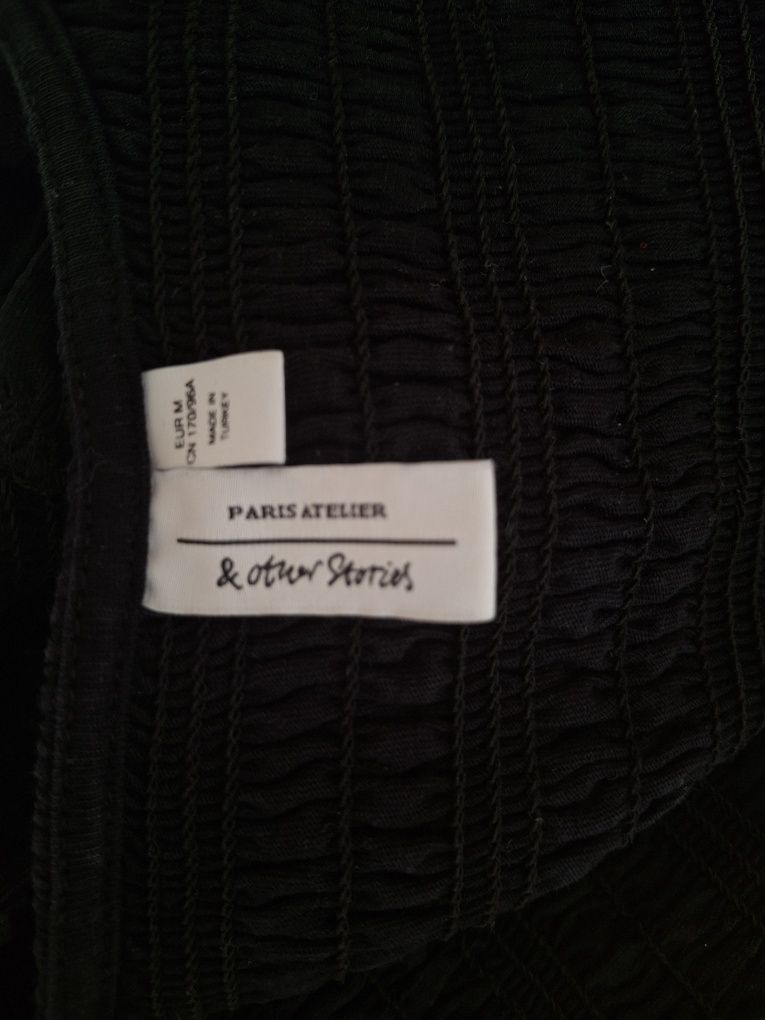 EUR M
CN 170/96A
MADE IN
TURKEY
PARIS ATELIER
& other Stories